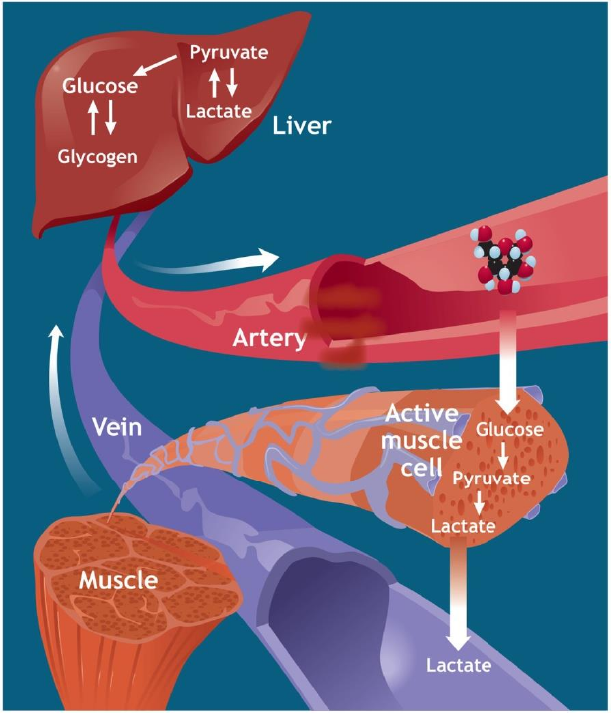 Pyruvate
Glucose
Lactate
Glycogen
Liver
Artery
Vein
Active
muscle
cell
Glucose
Pyruvate
Lactate
Muscle
Lactate